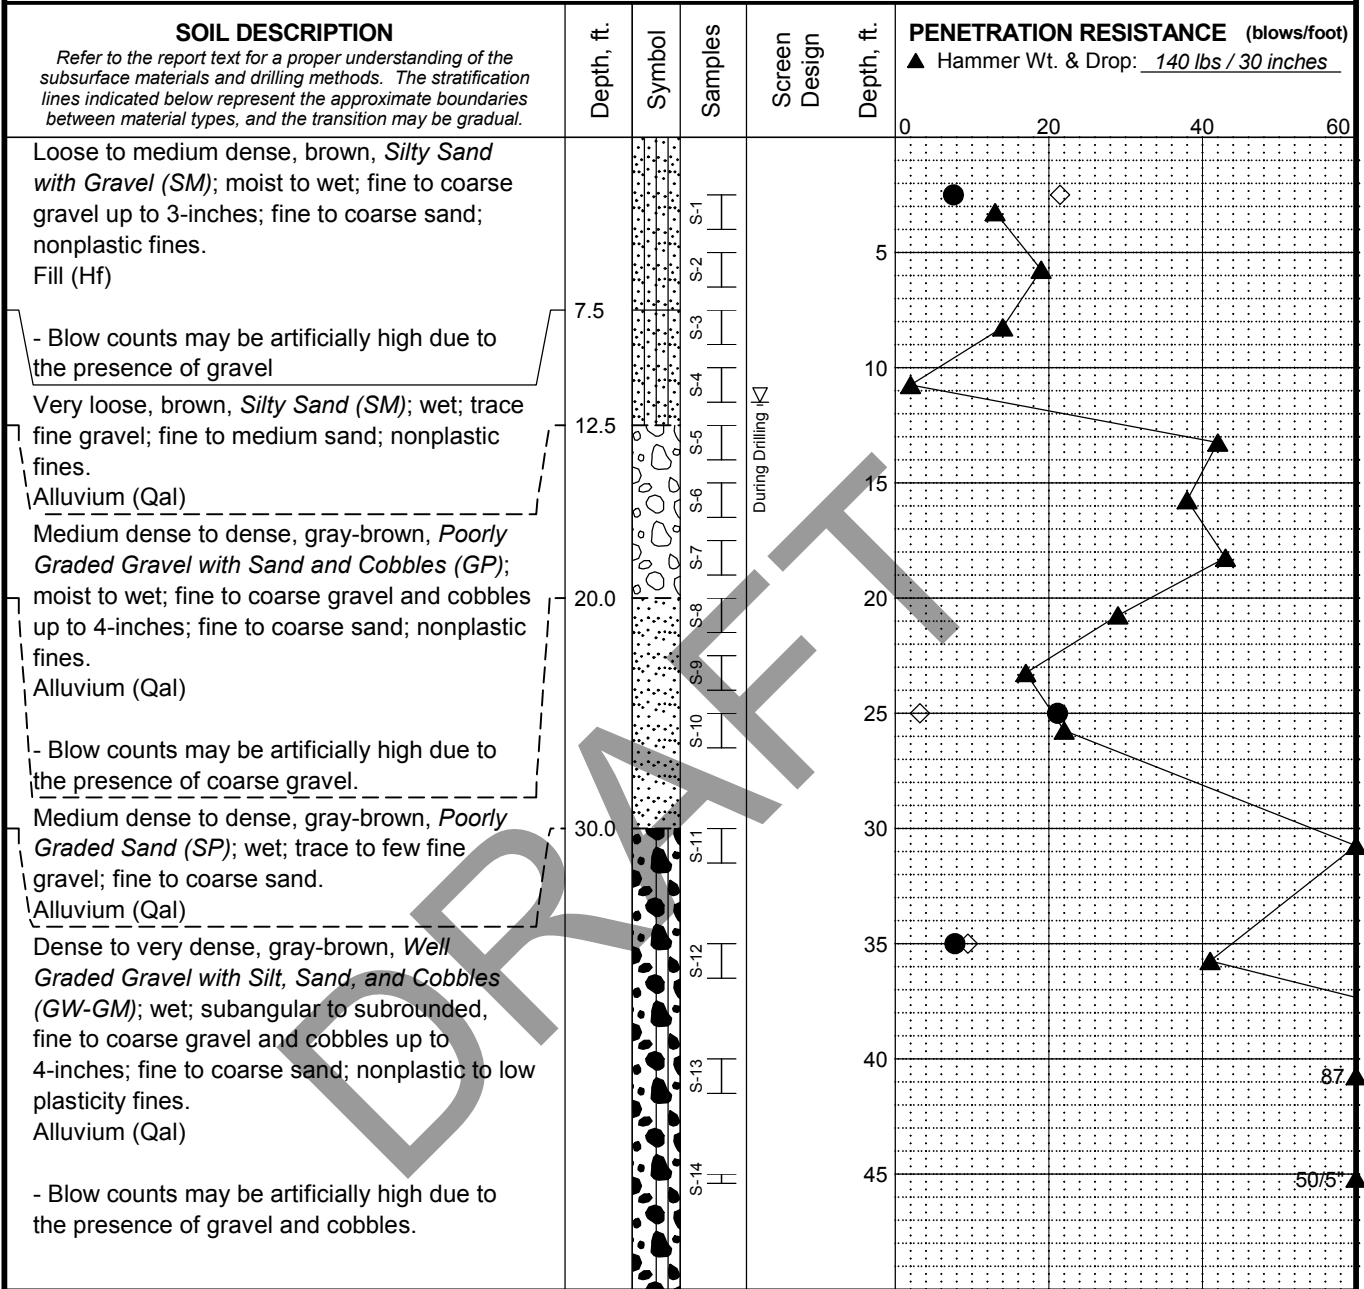 SOIL DESCRIPTION
Refer to the report text for a proper understanding of the
subsurface materials and drilling methods. The stratification
lines indicated below represent the approximate boundaries
between material types, and the transition may be gradual.
Depth, ft.
Symbol
Samples
Screen
Design
Depth, ft.
PENETRATION RESISTANCE (blows/foot)
▲ Hammer Wt. & Drop: 140 lbs / 30 inches
0 20 40 60
Loose to medium dense, brown, Silty Sand
with Gravel (SM); moist to wet; fine to coarse
gravel up to 3-inches; fine to coarse sand;
nonplastic fines.
Fill (Hf)
- Blow counts may be artificially high due to
the presence of gravel
Very loose, brown, Silty Sand (SM); wet; trace
fine gravel; fine to medium sand; nonplastic
fines.
Alluvium (Qal)
Medium dense to dense, gray-brown, Poorly
Graded Gravel with Sand and Cobbles (GP);
moist to wet; fine to coarse gravel and cobbles
up to 4-inches; fine to coarse sand; nonplastic
fines.
Alluvium (Qal)
- Blow counts may be artificially high due to
the presence of coarse gravel.
Medium dense to dense, gray-brown, Poorly
Graded Sand (SP); wet; trace to few fine
gravel; fine to coarse sand.
Alluvium (Qal)
Dense to very dense, gray-brown, Well
Graded Gravel with Silt, Sand, and Cobbles
(GW-GM); wet; subangular to subrounded,
fine to coarse gravel and cobbles up to
4-inches; fine to coarse sand; nonplastic to low
plasticity fines.
Alluvium (Qal)
- Blow counts may be artificially high due to
the presence of gravel and cobbles.
7.5
12.5
20.0
30.0
S-1
S-2
S-3
S-4
S-5
S-6
S-7
S-8
S-9
S-10
S-11
S-12
S-13
S-14
During Drilling
5
10
15
20
25
30
35
40
45
87
50/5"
DRAFT